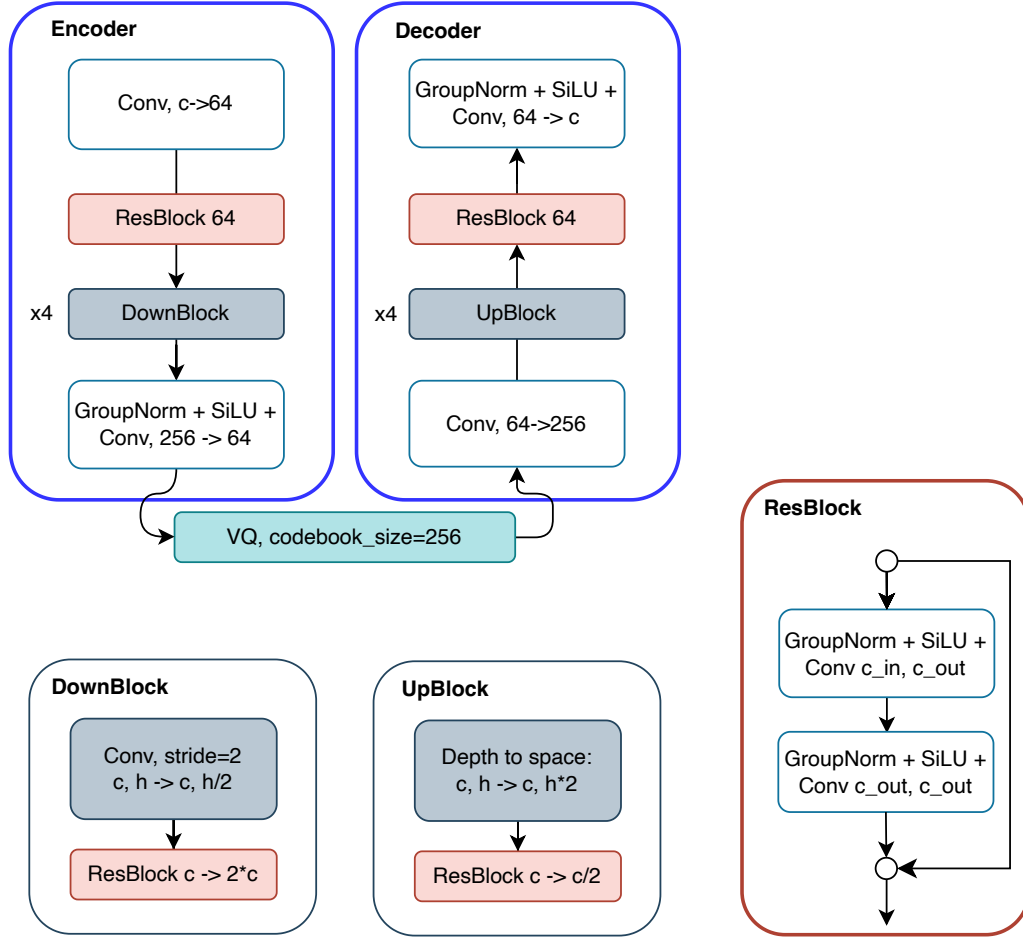 Encoder
Conv, c->64
ResBlock 64
x4
DownBlock
GroupNorm + SiLU +
Conv, 256 -> 64
Decoder
GroupNorm + SiLU +
Conv, 64 -> c
ResBlock 64
x4
UpBlock
Conv, 64->256
VQ, codebook_size=256
DownBlock
Conv, stride=2
c, h -> c, h/2
ResBlock c -> 2*c
UpBlock
Depth to space:
c, h -> c, h*2
ResBlock c -> c/2
ResBlock
GroupNorm + SiLU +
Conv c_in, c_out
GroupNorm + SiLU +
Conv c_out, c_out